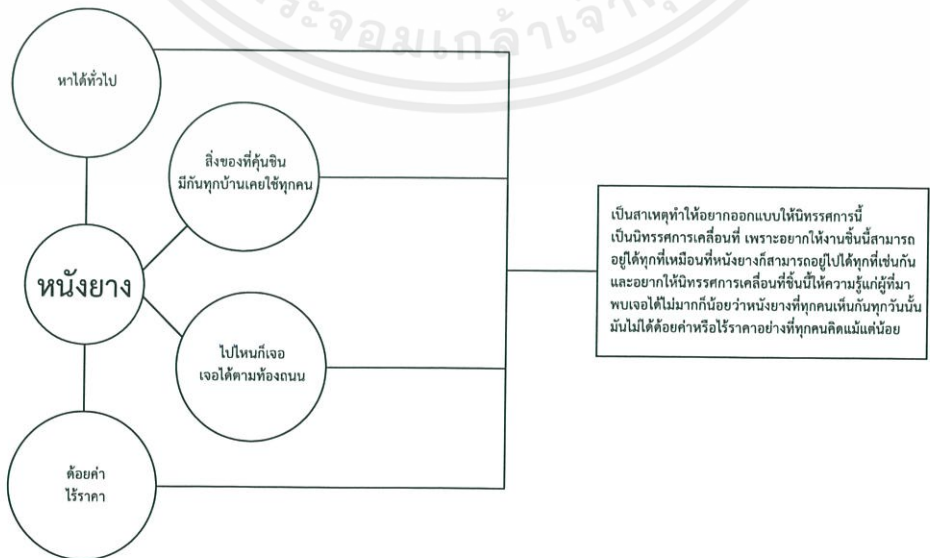 ระจอมเกล้าเจ้า
หาได้ทั่วไป
สิ่งของที่คุ้นชิน
มีกันทุกบ้านเคยใช้ทุกคน
หนังยาง
ไปไหนก็เจอ
เจอได้ตามท้องถนน
ด้อยค่า
ไร้ราคา
เป็นสาเหตุทำให้อยากออกแบบให้นิทรรศการนี้
เป็นนิทรรศการเคลื่อนที่ เพราะอยากให้งานชิ้นนี้สามารถ
อยู่ได้ทุกที่เหมือนที่หนังยางก็สามารถอยู่ไปได้ทุกที่เช่นกัน
และอยากให้นิทรรศการเคลื่อนที่ชิ้นนี้ให้ความรู้แก่ผู้ที่มา
พบเจอได้ไม่มากก็น้อยว่าหนังยางที่ทุกคนเห็นกันทุกวันนั้น
มันไม่ได้ด้อยค่าหรือไร้ราคาอย่างที่ทุกคนคิดแม้แต่น้อย